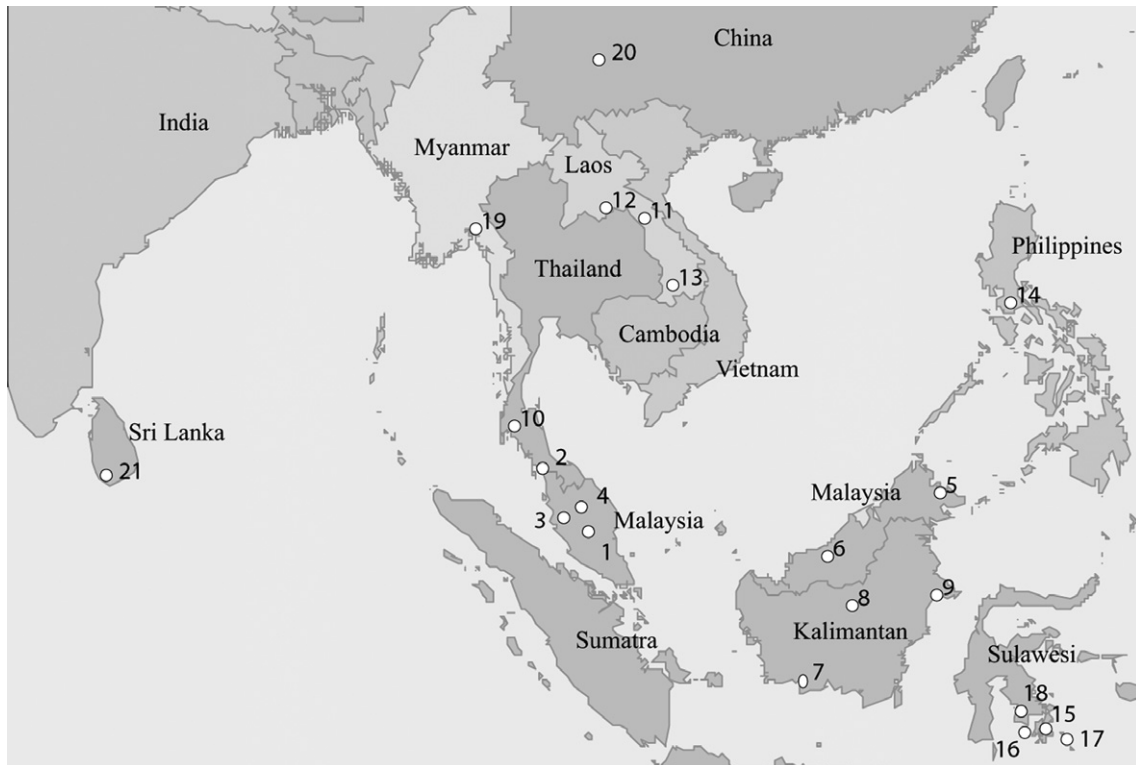 China
20
India
Myanmar
Laos
12
11
19
Philippines
Thailand
13
14
Cambodia
Vietnam
10
Sri Lanka
2
21
4
Malaysia
5
3
Malaysia
1
6
9
8
Kalimantan
Sumatra
Sulawesi
7
18
15
16
17